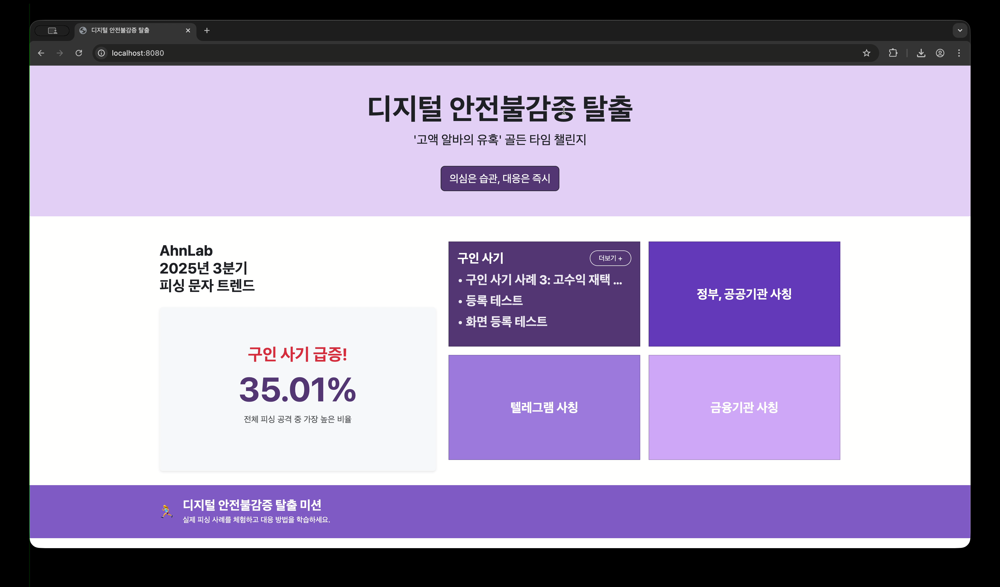 디지털 안전불감증 탈출
localhost:8080
디지털 안전불감증 탈출
'고액 알바의 유혹' 골든 타임 챌린지
의심은 습관, 대응은 즉시
AhnLab
2025년 3분기
피싱 문자 트렌드
구인 사기 급증!
35.01%
전체 피싱 공격 중 가장 높은 비율
구인 사기
더보기 +
• 구인 사기 사례 3: 고수익 재택 ...
• 등록 테스트
• 화면 등록 테스트
정부, 공공기관 사칭
텔레그램 사칭
금융기관 사칭
디지털 안전불감증 탈출 미션
실제 피싱 사례를 체험하고 대응 방법을 학습하세요.